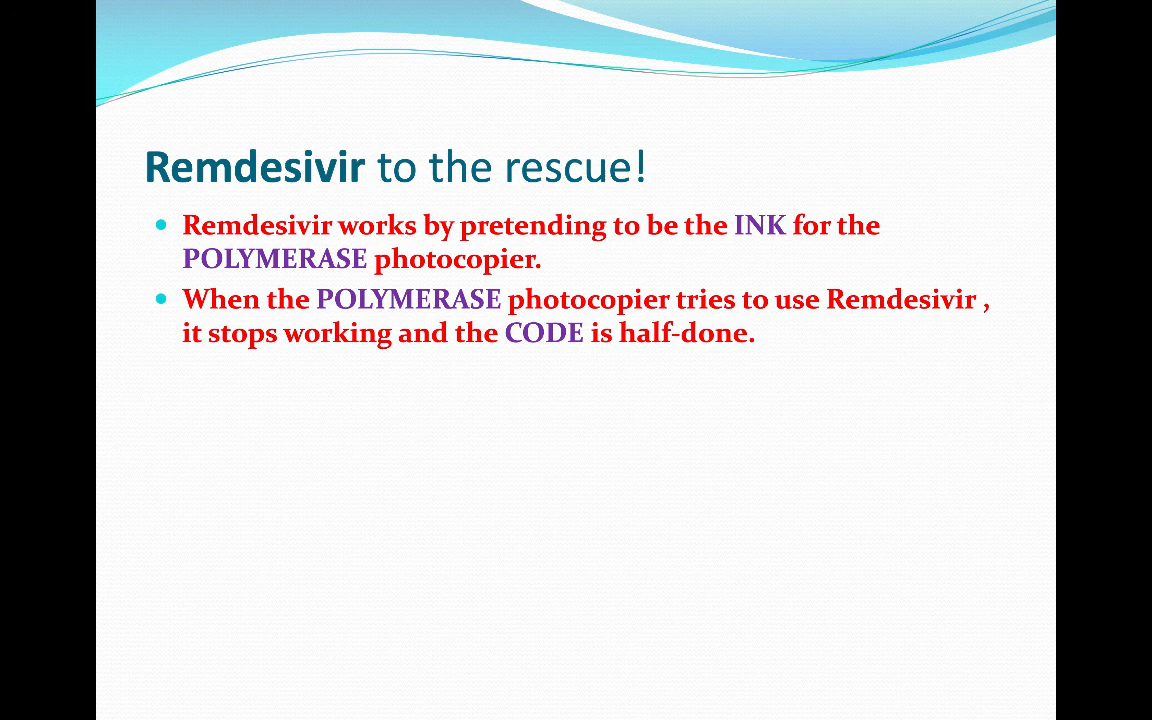 Remdesivir to the rescue!
Remdesivir works by pretending to be the INK for the
POLYMERASE photocopier.
When the POLYMERASE photocopier tries to use Remdesivir ,
it stops working and the CODE is half-done.